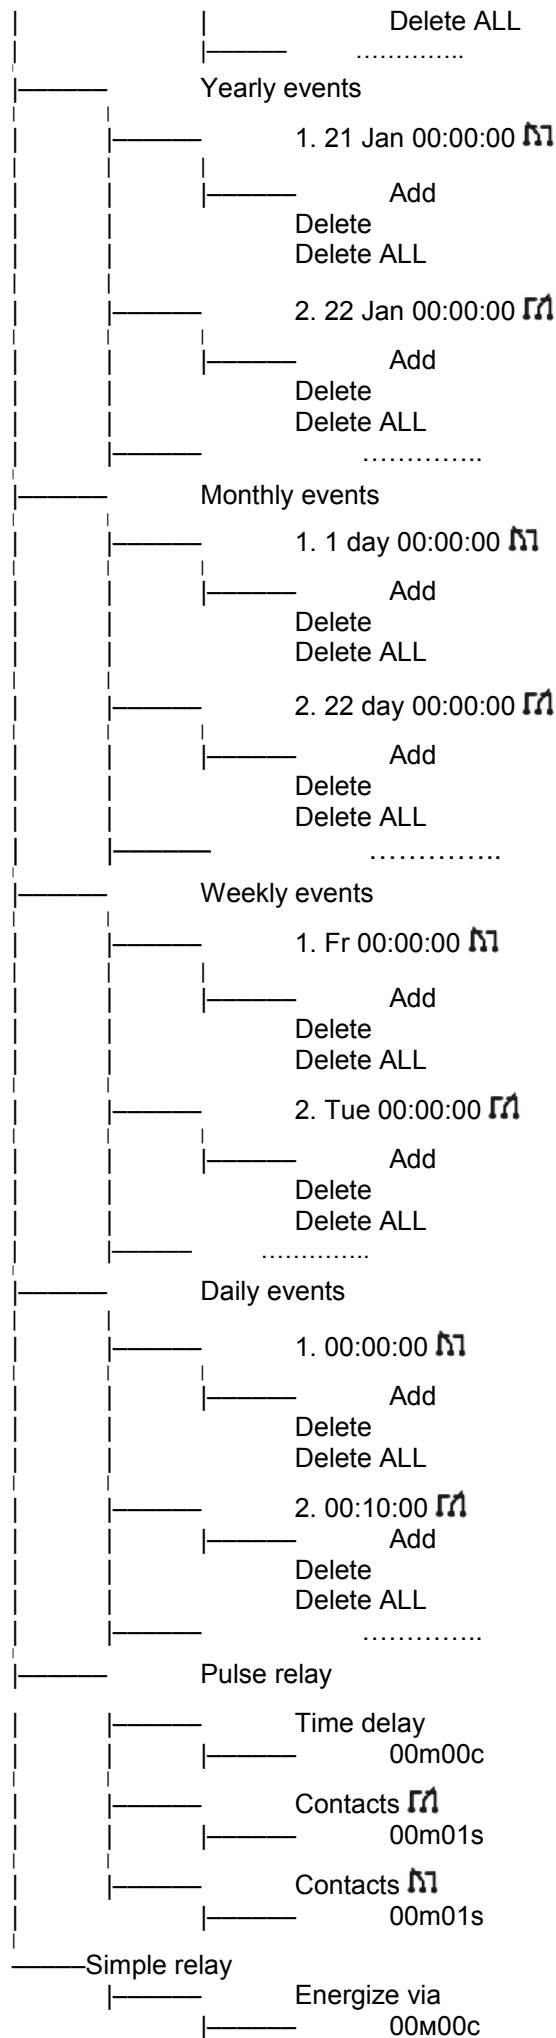 Delete ALL
…………..
Yearly events
1. 21 Jan 00:00:00
Add
Delete
Delete ALL
2. 22 Jan 00:00:00
Add
Delete
Delete ALL
…………..
Monthly events
1. 1 day 00:00:00
Add
Delete
Delete ALL
2. 22 day 00:00:00
Add
Delete
Delete ALL
…………..
Weekly events
1. Fr 00:00:00
Add
Delete
Delete ALL
2. Tue 00:00:00
Add
Delete
Delete ALL
…………..
Daily events
1. 00:00:00
Add
Delete
Delete ALL
2. 00:10:00
Add
Delete
Delete ALL
…………..
Pulse relay
Time delay
00m00c
Contacts
00m01s
Contacts
00m01s
Simple relay
Energize via
00м00c